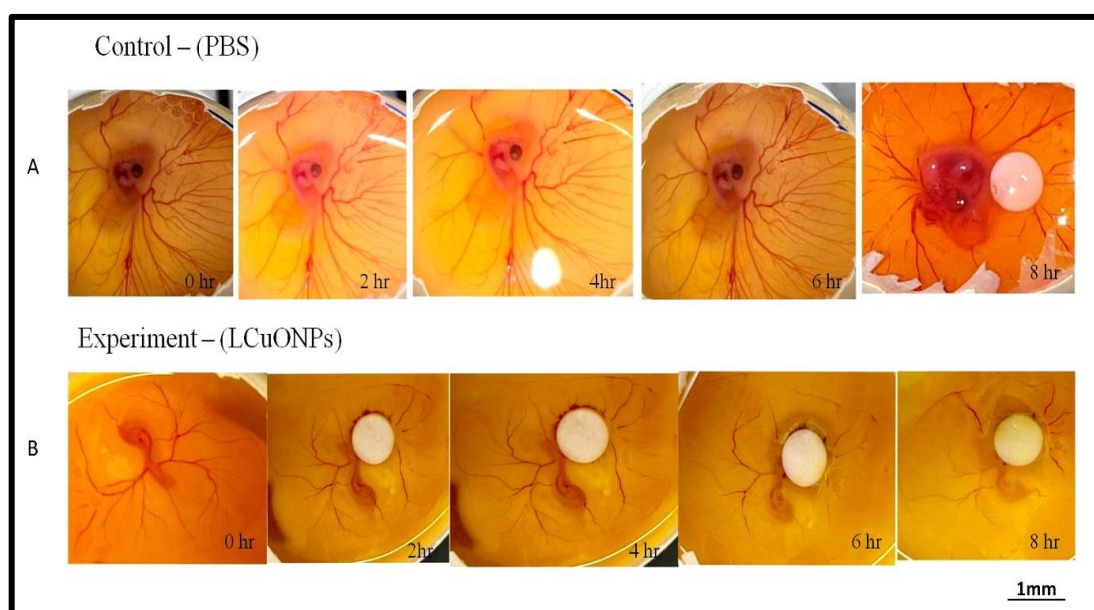 Control – (PBS)
A
0 hr
2 hr
4hr
6 hr
8 hr
Experiment – (LCuONPs)
B
0 hr
2hr
4 hr
6 hr
8 hr
1mm